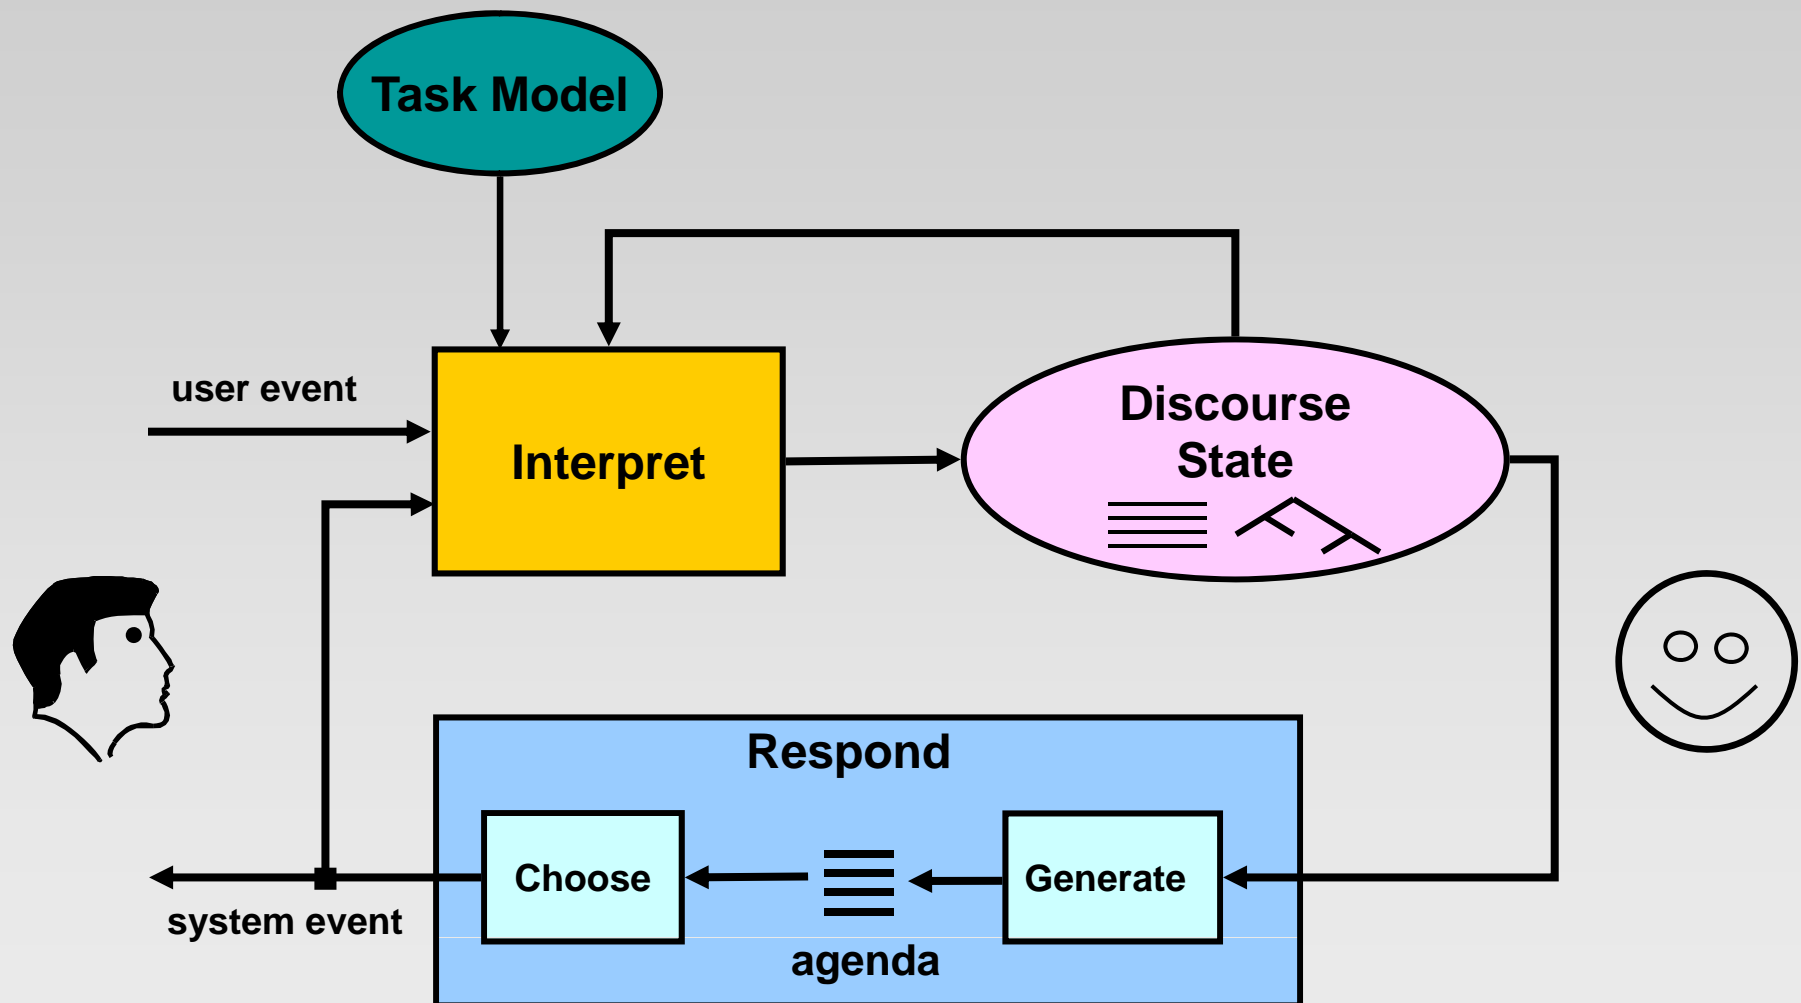 Task Model
user event
Interpret
Discourse
State
Respond
Choose
Generate
system event
agenda